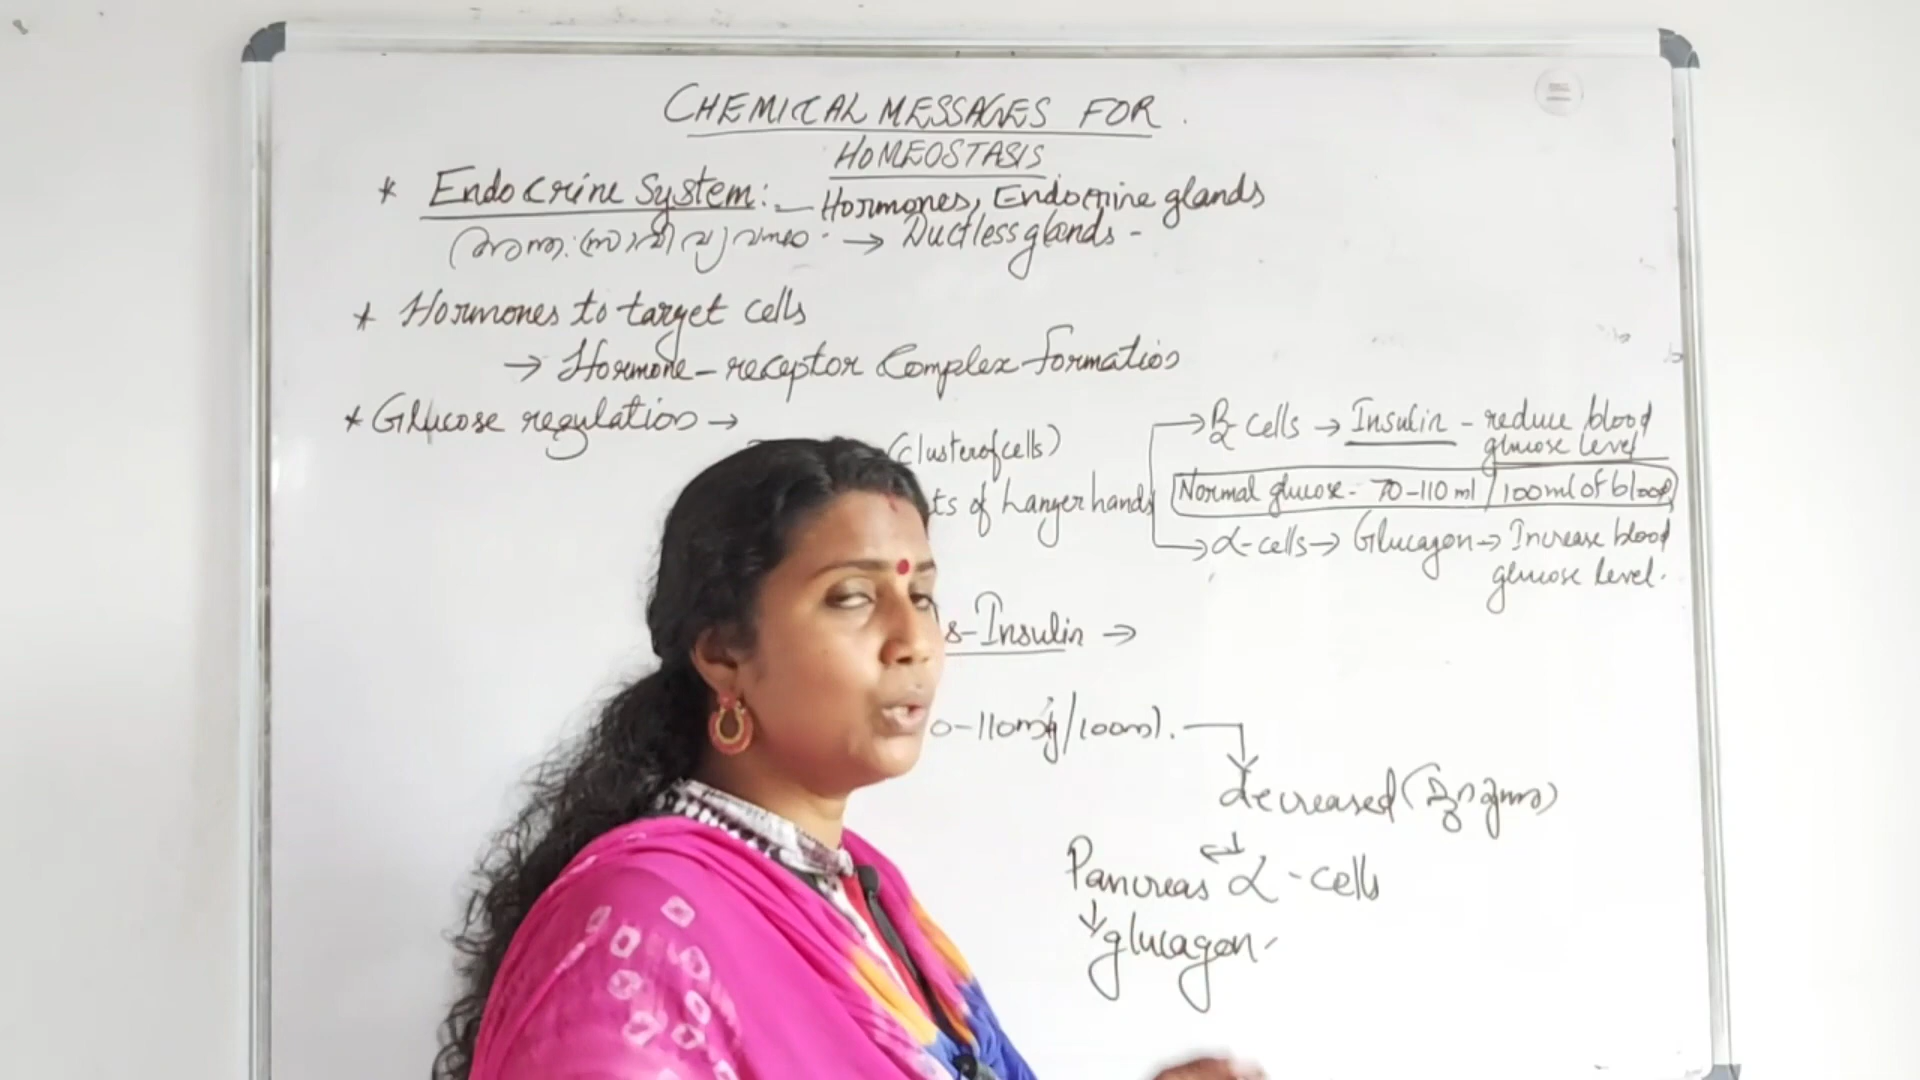 CHEMICAL MESSAGES FOR
HOMEOSTASIS
* Endocrine System: - Hormones, Endocrine glands
അന്ത:സ്രാവി വ്യവസ്ഥ. → Ductless glands -
* Hormones to target cells
→ Hormone-receptor Complex formation
* Glucose regulation →
(cluster of cells)
ts of Langerhands
β cells → Insulin - reduce blood
glucose level
Normal glucose - 70-110 ml / 100ml of blood
α-cells → Glucagon → Increase blood
glucose level.
s-Insulin →
0-110mg/100ml.
decreased
Pancreas α-cells
↓ glucagon